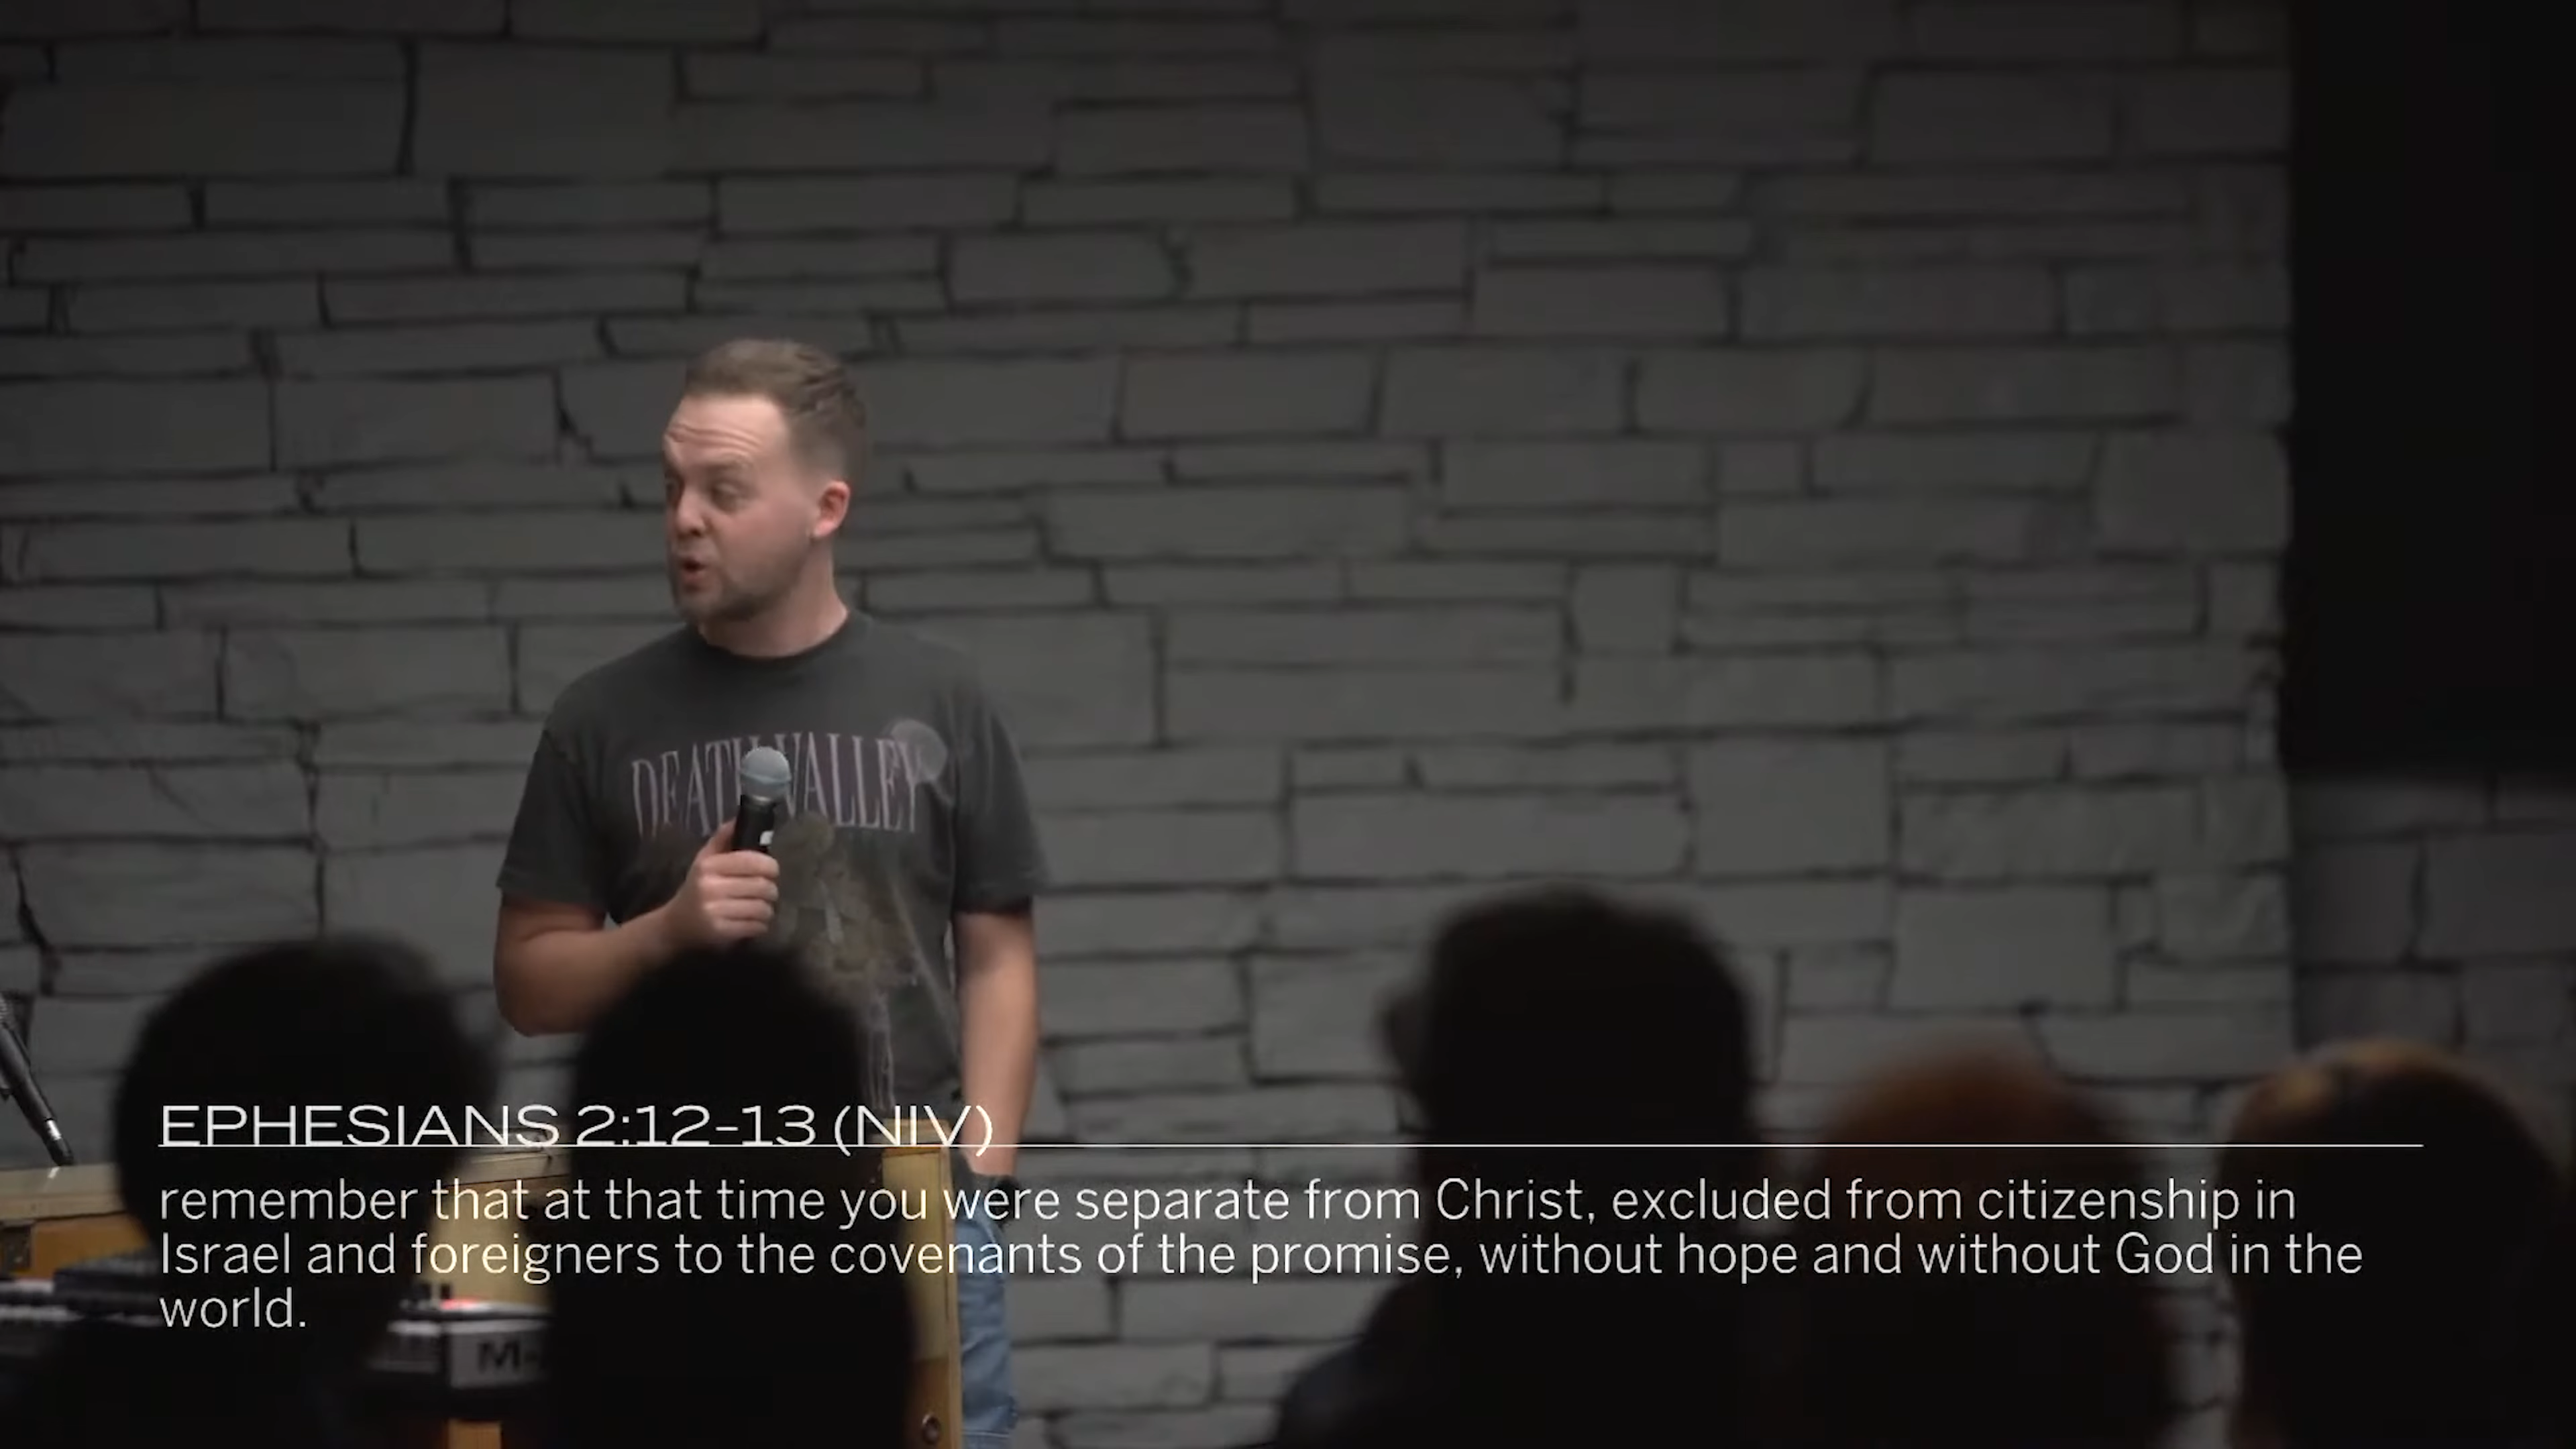 DEATH VALLEY
EPHESIANS 2:12-13 (NIV)
remember that at that time you were separate from Christ, excluded from citizenship in
Israel and foreigners to the covenants of the promise, without hope and without God in the
world.